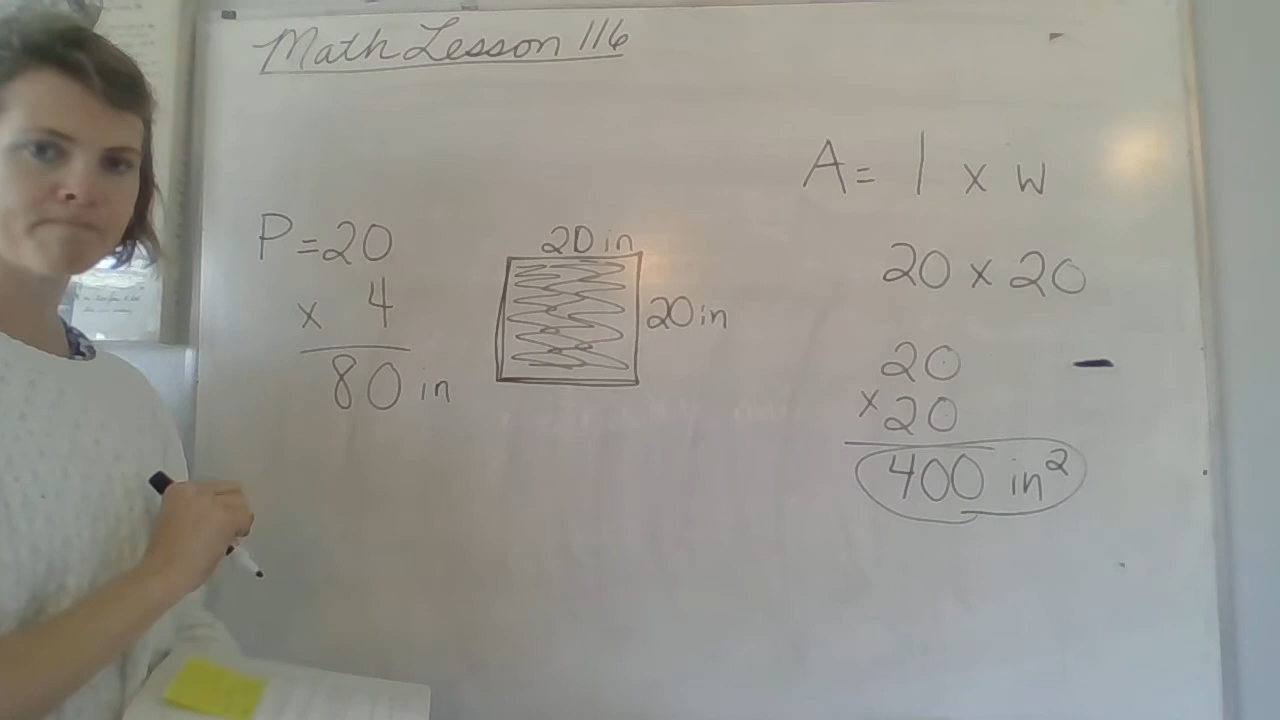 Math Lesson 116
P = 20
x 4
80 in
20 in
20 in
A = l x w
20 x 20
20
x 20
400 in²